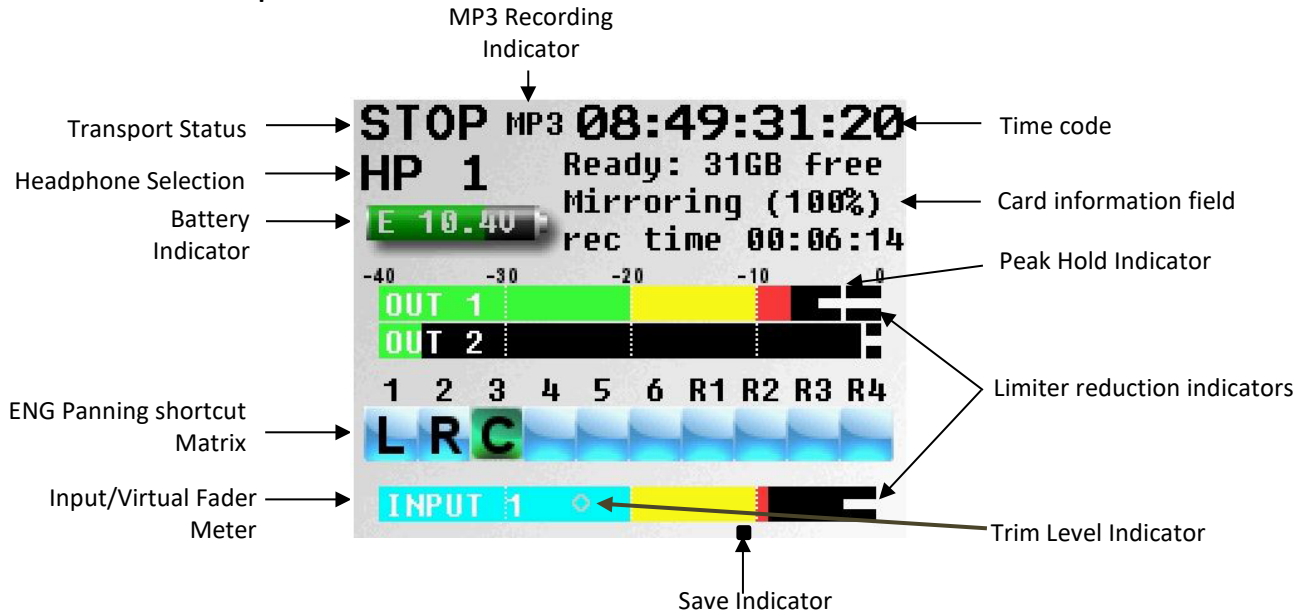 MP3 Recording
Indicator
Transport Status
STOP MP3 08:49:31:20
Time code
Headphone Selection
HP 1
Ready: 31GB free
Battery
Indicator
E 10.4V
Mirroring (100%)
Card information field
rec time 00:06:14
Peak Hold Indicator
-40 -30 -20 -10 0
OUT 1
OUT 2
Limiter reduction indicators
1 2 3 4 5 6 R1 R2 R3 R4
ENG Panning shortcut
Matrix
L R C
Input/Virtual Fader
Meter
INPUT 1
Trim Level Indicator
Save Indicator